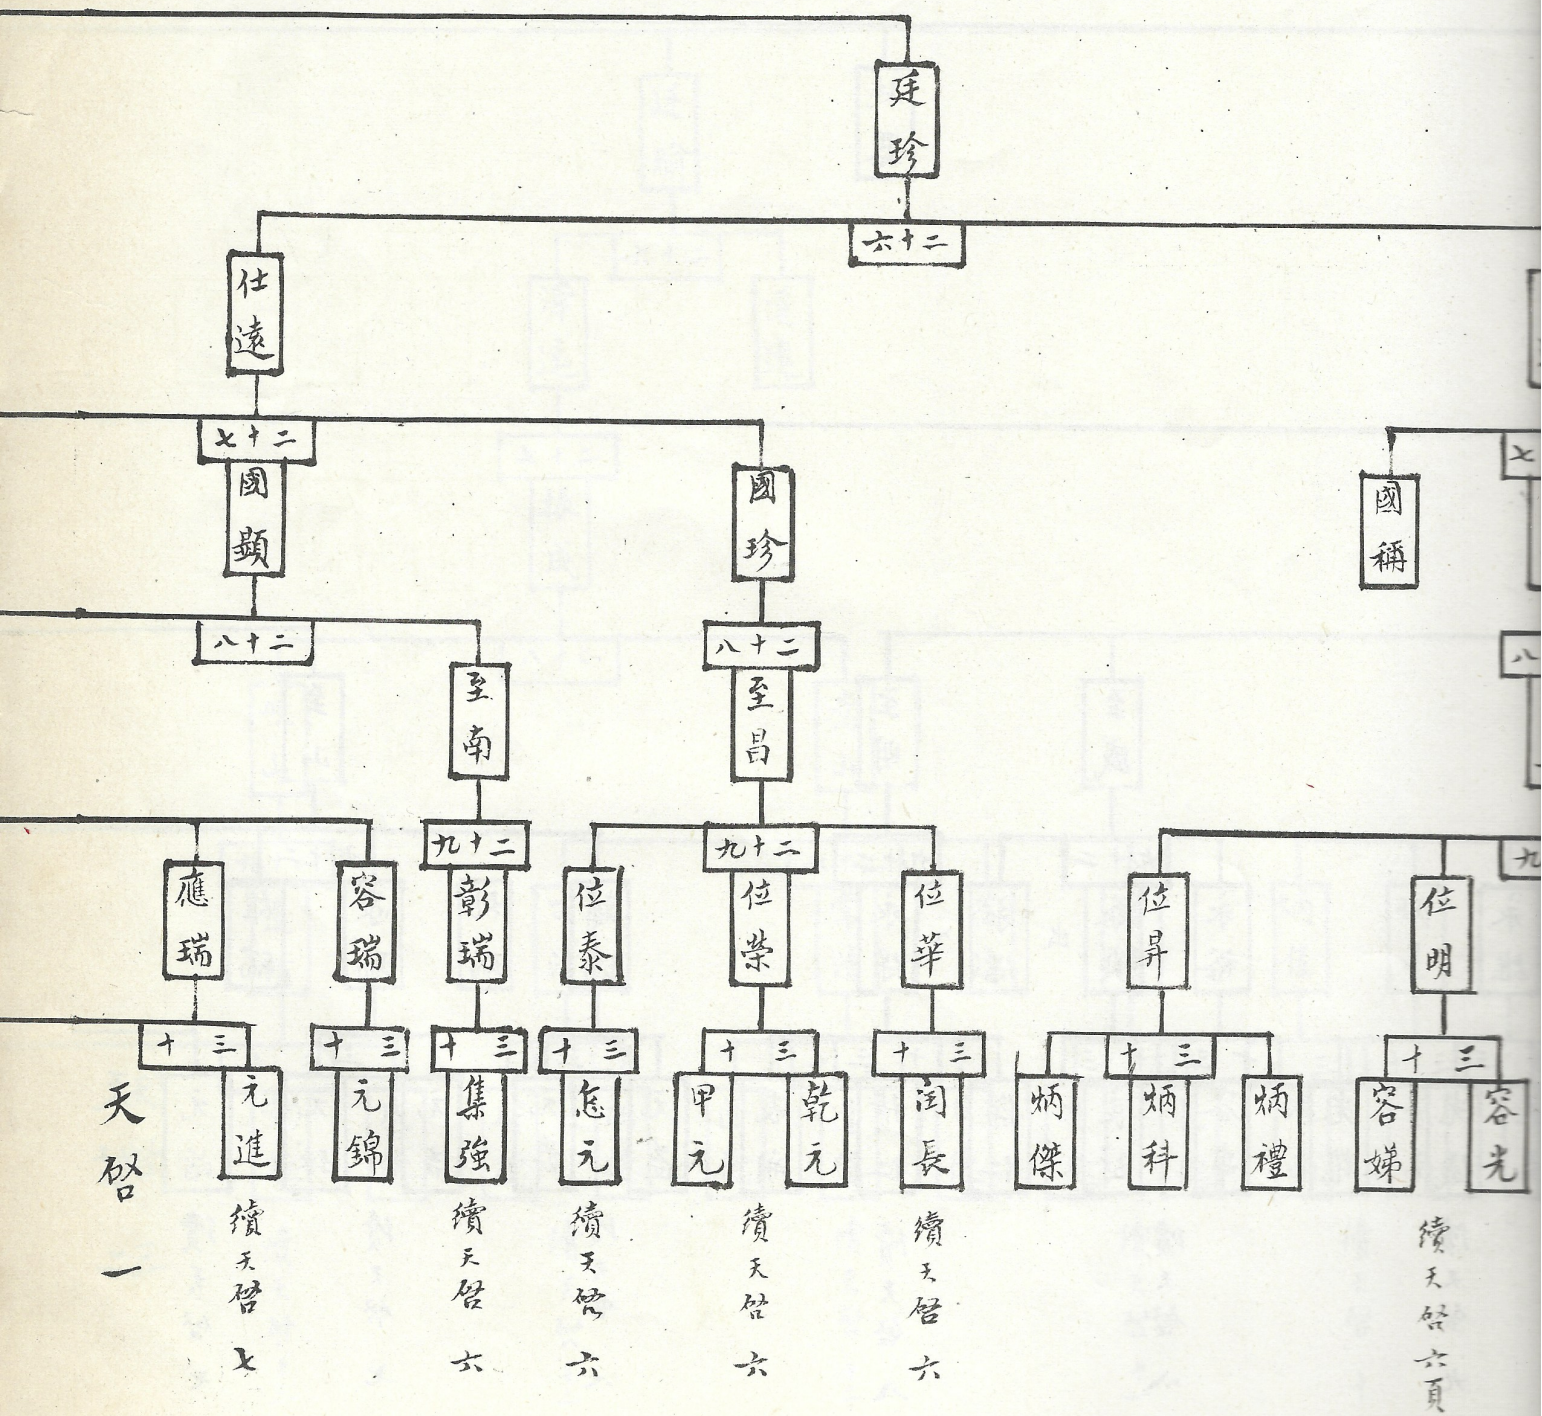 廷珍
二十六
仕遠
二十七
七
國顯
國珍
國稱
二十八
二十八
八
至南
至昌
二十九
二十九
九
應瑞
容瑞
彰瑞
位泰
位榮
位華
位昇
位明
三十
三十
三十
三十
三十
三十
三十
三十
元進
元錦
集強
元
甲元
乾元
閏長
炳傑
炳科
炳禮
容娣
容光
天啓一
續天啓七
續天啓六
續天啓六
續天啓六
續天啓六
續天啓六頁